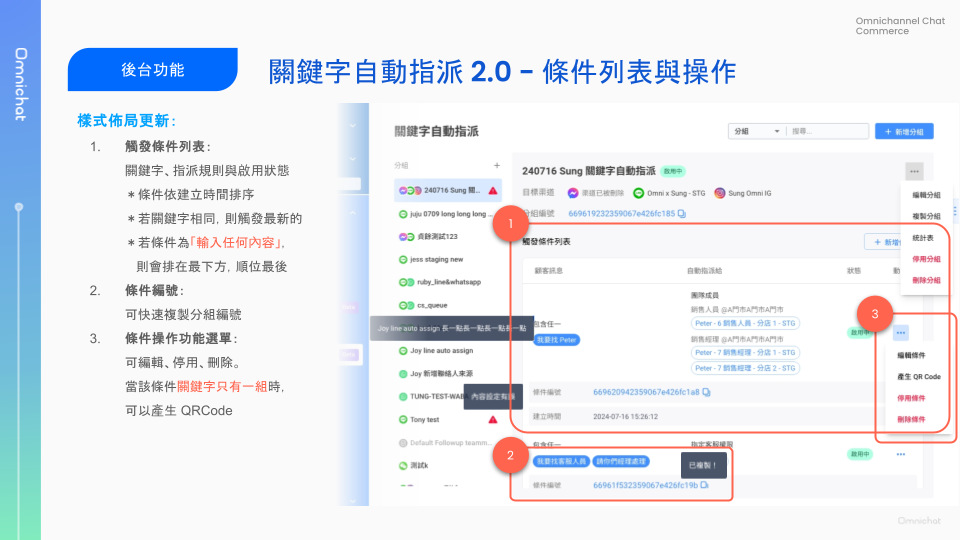 Omnichannel Chat
Commerce
Omnichat
後台功能
關鍵字自動指派 2.0 – 條件列表與操作
樣式佈局更新：
1. 觸發條件列表：
關鍵字、指派規則與啟用狀態
＊條件依建立時間排序
＊若關鍵字相同，則觸發最新的
＊若條件為「輸入任何內容」，
則會排在最下方，順位最後
2. 條件編號：
可快速複製分組編號
3. 條件操作功能選單：
可編輯、停用、刪除。
當該條件關鍵字只有一組時，
可以產生 QRCode
關鍵字自動指派
分組
搜尋...
+ 新增分組
分組 +
240716 Sung 關...
juju 0709 long long long ...
貞餘測試123
jess staging new
ruby_line&whatsapp
cs_queue
Joy line auto assign 長一點長一點長一點長一點
Joy line auto assign
Joy 新增聯絡人來源
TUNG-TEST-WAB
內容設定有誤
Tony test
Default Followup teamm...
測試k
240716 Sung 關鍵字自動指派 啟用中
目標渠道 渠道已被刪除 Omni x Sung - STG Sung Omni IG
分組編號 669619232359067e426fc185
編輯分組
複製分組
統計表
停用分組
刪除分組
1
觸發條件列表
+ 新增
顧客訊息 自動指派給 狀態 動
包含任一
我要找 Peter
團隊成員
銷售人員 @A門市A門市A門市
Peter - 6 銷售人員 - 分店 1 - STG
銷售經理 @A門市A門市A門市
Peter - 7 銷售經理 - 分店 1 - STG
Peter - 7 銷售經理 - 分店 2 - STG
啟用中
3
編輯條件
產生 QR Code
停用條件
刪除條件
條件編號 669620942359067e426fc1a8
建立時間 2024-07-16 15:26:12
2
包含任一 指定客服權限
我要找客服人員 請你們經理處理
已複製！
啟用中
條件編號 66961f532359067e426fc19b
Omnichat